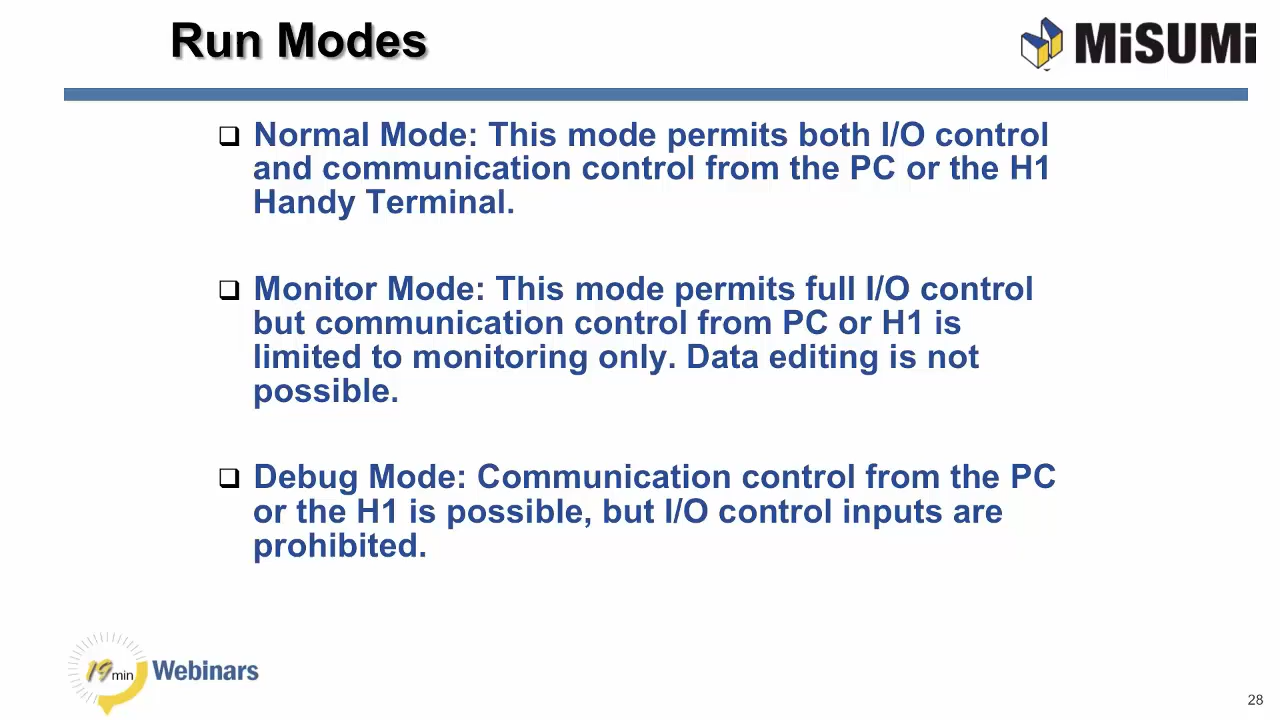 Run Modes
MiSUMi
Normal Mode: This mode permits both I/O control
and communication control from the PC or the H1
Handy Terminal.
Monitor Mode: This mode permits full I/O control
but communication control from PC or H1 is
limited to monitoring only. Data editing is not
possible.
Debug Mode: Communication control from the PC
or the H1 is possible, but I/O control inputs are
prohibited.
19 min Webinars
28